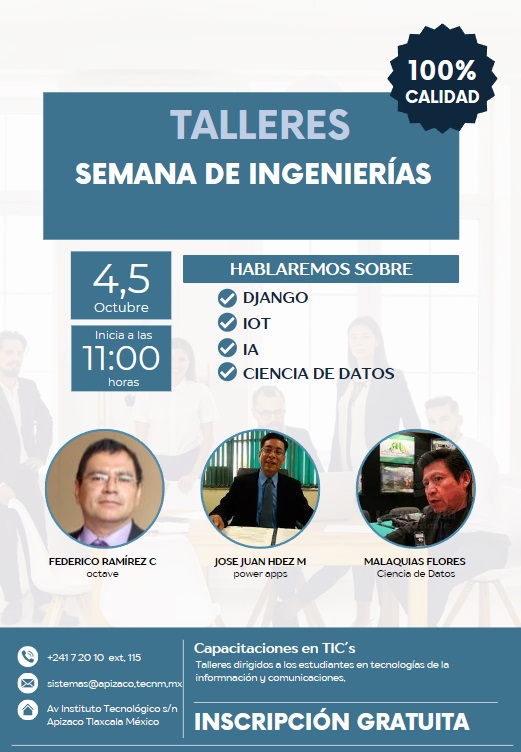 100%
CALIDAD
TALLERES
SEMANA DE INGENIERÍAS
4,5
Octubre
Inicia a las
11:00
horas
HABLAREMOS SOBRE
DJANGO
IOT
IA
CIENCIA DE DATOS
FEDERICO RAMÍREZ C
octave
JOSE JUAN HDEZ M
power apps
MALAQUIAS FLORES
Ciencia de Datos
+241 7 20 10 ext, 115
sistemas@apizaco,tecnm,mx
Av Instituto Tecnológico s/n
Apizaco Tlaxcala México
Capacitaciones en TIC´s
Talleres dirigidos a los estudiantes en tecnologías de la
informnación y comunicaciones,
INSCRIPCIÓN GRATUITA